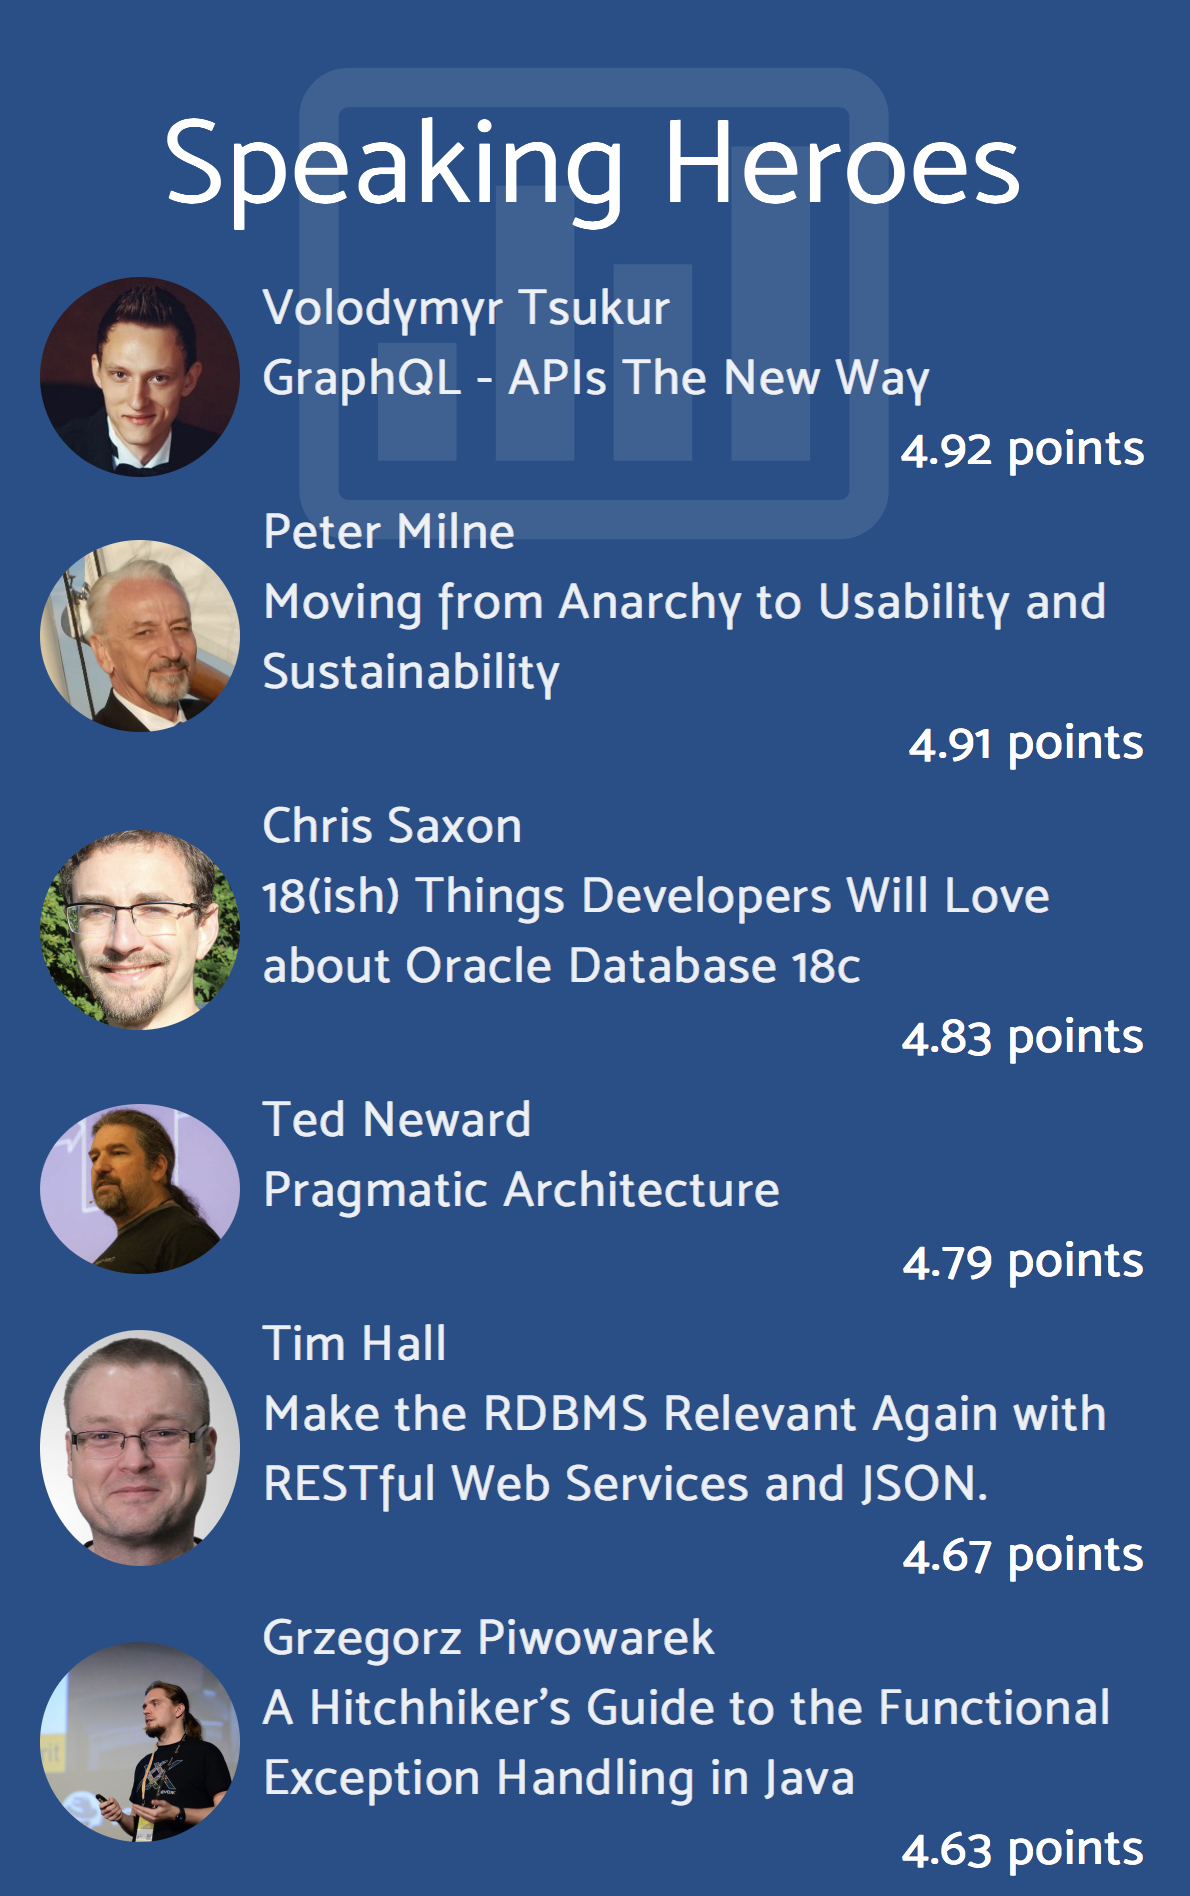 Speaking Heroes
Volodymyr Tsukur
GraphQL - APIs The New Way
4.92 points
Peter Milne
Moving from Anarchy to Usability and
Sustainability
4.91 points
Chris Saxon
18(ish) Things Developers Will Love
about Oracle Database 18c
4.83 points
Ted Neward
Pragmatic Architecture
4.79 points
Tim Hall
Make the RDBMS Relevant Again with
RESTful Web Services and JSON.
4.67 points
Grzegorz Piwowarek
A Hitchhiker’s Guide to the Functional
Exception Handling in Java
4.63 points